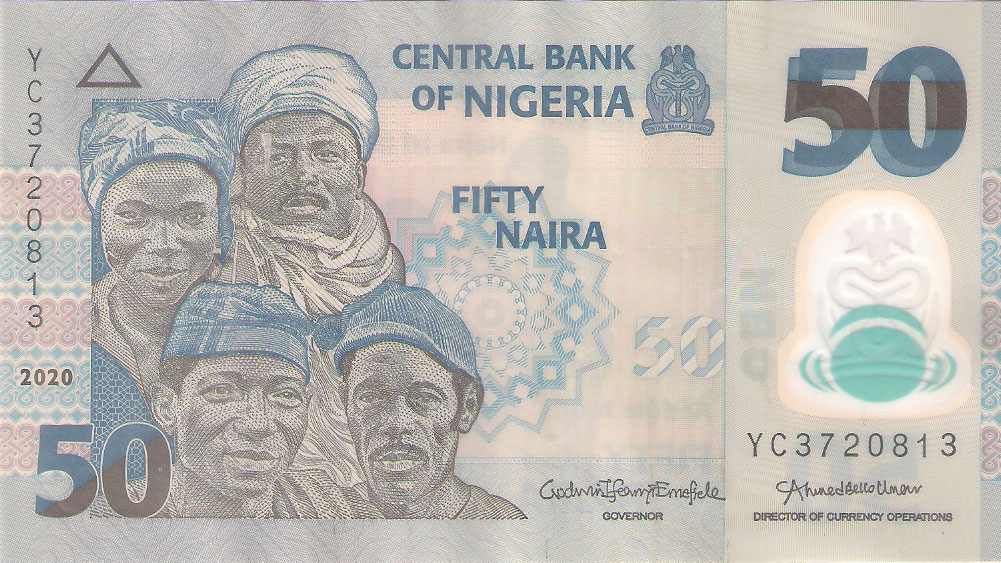 YC3720813
CENTRAL BANK
OF NIGERIA
CENTRAL BANK OF NIGERIA
50
FIFTY
NAIRA
50
2020
50
YC3720813
Godwin Ifeanyi Emefiele
GOVERNOR
Ahmed Bello Umar
DIRECTOR OF CURRENCY OPERATIONS